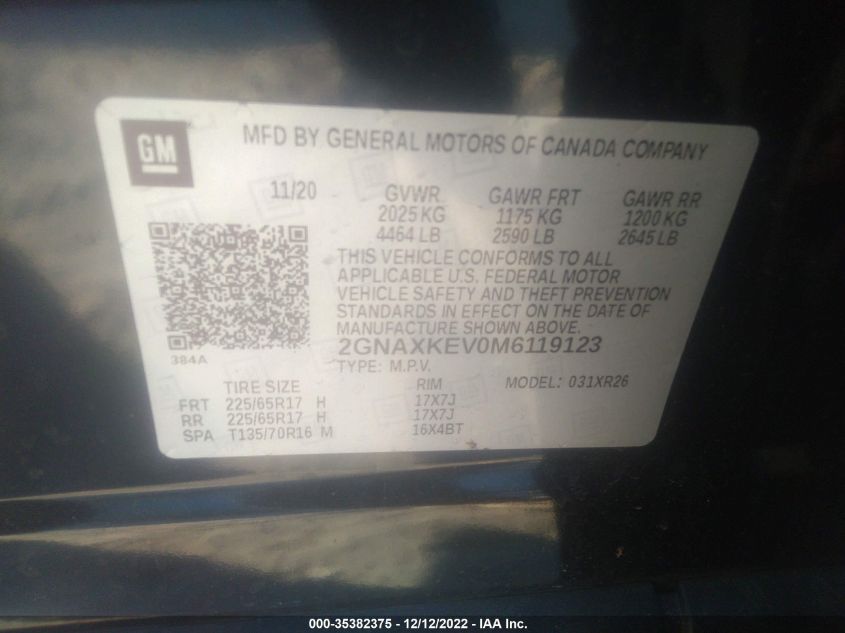 GM
MFD BY GENERAL MOTORS OF CANADA COMPANY
11/20 GVWR GAWR FRT GAWR RR
2025 KG 1175 KG 1200 KG
4464 LB 2590 LB 2645 LB
THIS VEHICLE CONFORMS TO ALL
APPLICABLE U.S. FEDERAL MOTOR
VEHICLE SAFETY AND THEFT PREVENTION
STANDARDS IN EFFECT ON THE DATE OF
MANUFACTURE SHOWN ABOVE.
384A
2GNAXKEV0M6119123
TYPE: M.P.V. MODEL: 031XR26
TIRE SIZE RIM
FRT 225/65R17 H 17X7J
RR 225/65R17 H 17X7J
SPA T135/70R16 M 16X4BT
000-35382375 - 12/12/2022 - IAA Inc.